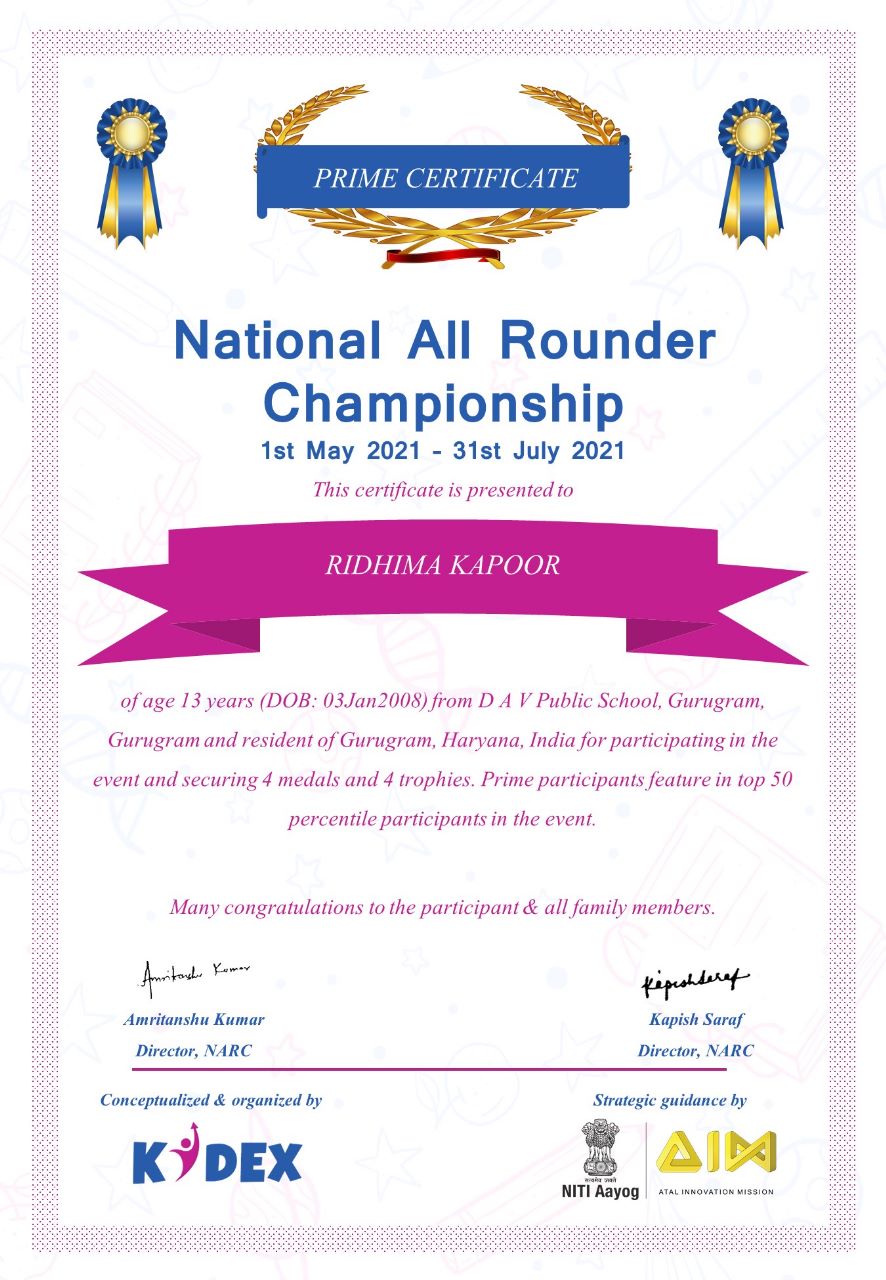 PRIME CERTIFICATE
National All Rounder
Championship
1st May 2021 - 31st July 2021
This certificate is presented to
RIDHIMA KAPOOR
of age 13 years (DOB: 03Jan2008) from D A V Public School, Gurugram,
Gurugram and resident of Gurugram, Haryana, India for participating in the
event and securing 4 medals and 4 trophies. Prime participants feature in top 50
percentile participants in the event.
Many congratulations to the participant & all family members.
Amritanshu Kumar
Kapish Saraf
Amritanshu Kumar
Kapish Saraf
Director, NARC
Director, NARC
Conceptualized & organized by
Strategic guidance by
KIDEX
सत्यमेव जयते
NITI Aayog
AIM
ATAL INNOVATION MISSION